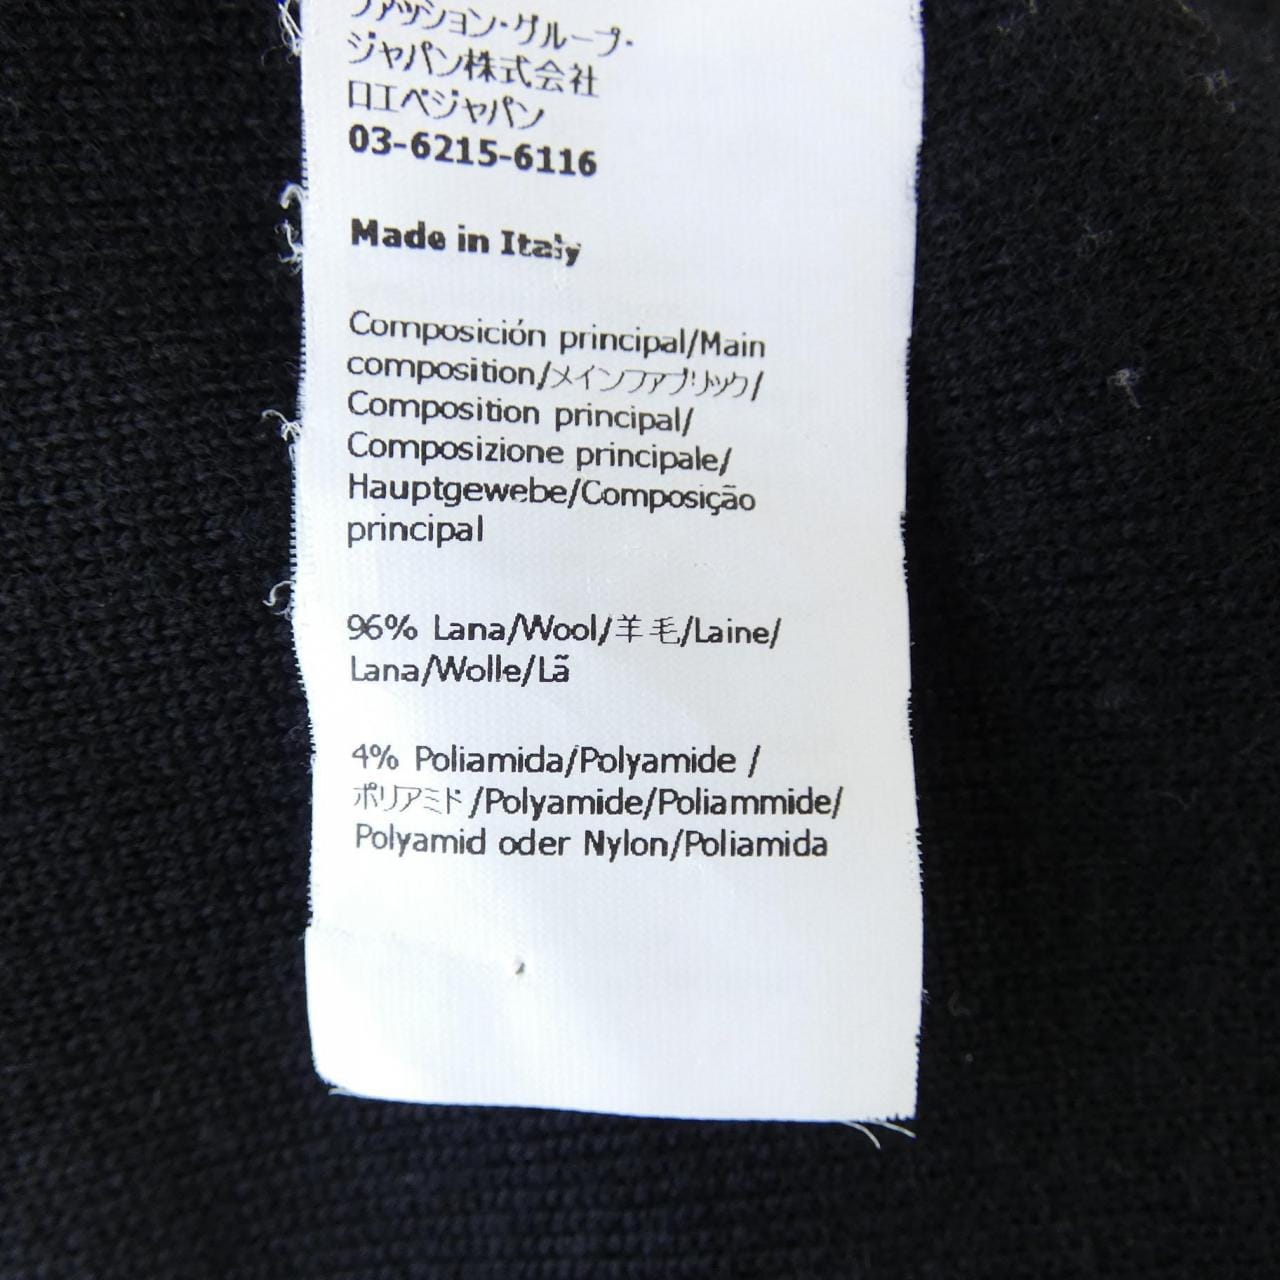 ファッション・グループ・
ジャパン株式会社
ロエベジャパン
03-6215-6116
Made in Italy
Composición principal/Main
composition/メインファブリック/
Composition principal/
Composizione principale/
Hauptgewebe/Composição
principal
96% Lana/Wool/羊毛/Laine/
Lana/Wolle/Lã
4% Poliamida/Polyamide /
ポリアミド/Polyamide/Poliammide/
Polyamid oder Nylon/Poliamida